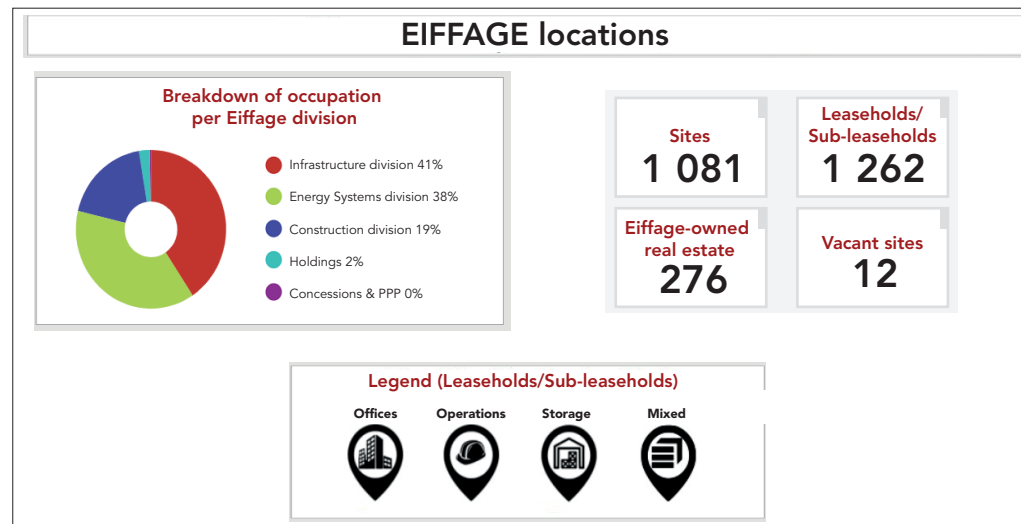 EIFFAGE locations
Breakdown of occupation
per Eiffage division
Infrastructure division 41%
Energy Systems division 38%
Construction division 19%
Holdings 2%
Concessions & PPP 0%
Sites
1 081
Leaseholds/
Sub-leaseholds
1 262
Eiffage-owned
real estate
276
Vacant sites
12
Legend (Leaseholds/Sub-leaseholds)
Offices Operations Storage Mixed